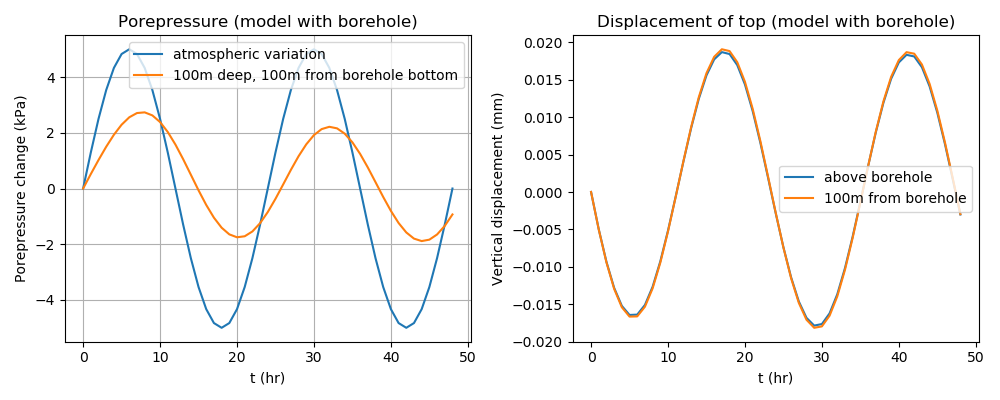 Porepressure (model with borehole)
Porepressure change (kPa)
4
2
0
−2
−4
atmospheric variation
100m deep, 100m from borehole bottom
0
10
20
30
40
50
t (hr)
Displacement of top (model with borehole)
Vertical displacement (mm)
0.020
0.015
0.010
0.005
0.000
−0.005
−0.010
−0.015
−0.020
above borehole
100m from borehole
0
10
20
30
40
50
t (hr)